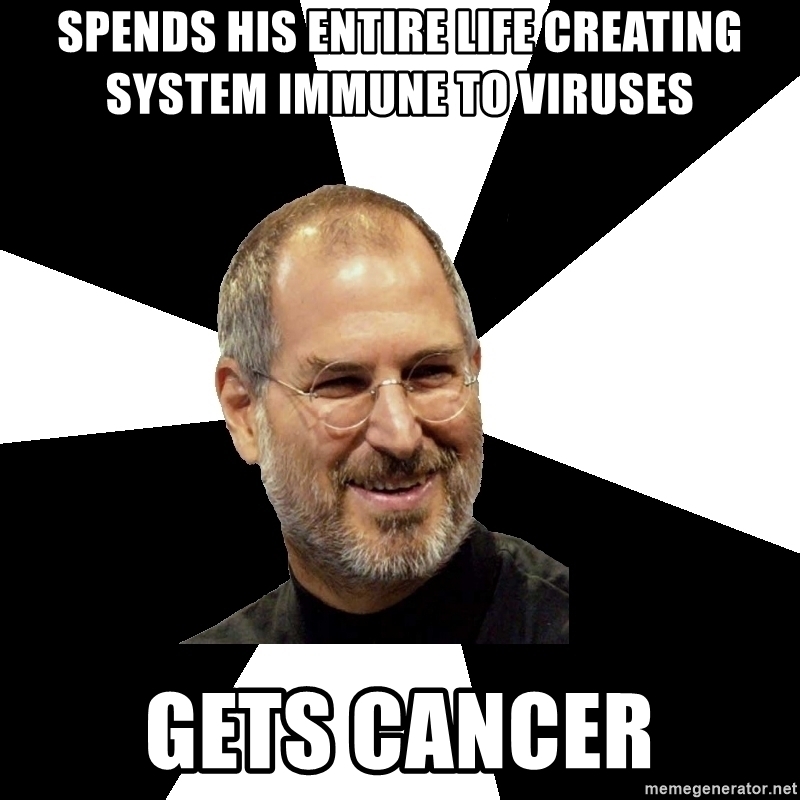 SPENDS HIS ENTIRE LIFE CREATING
SYSTEM IMMUNE TO VIRUSES
GETS CANCER
memegenerator.net